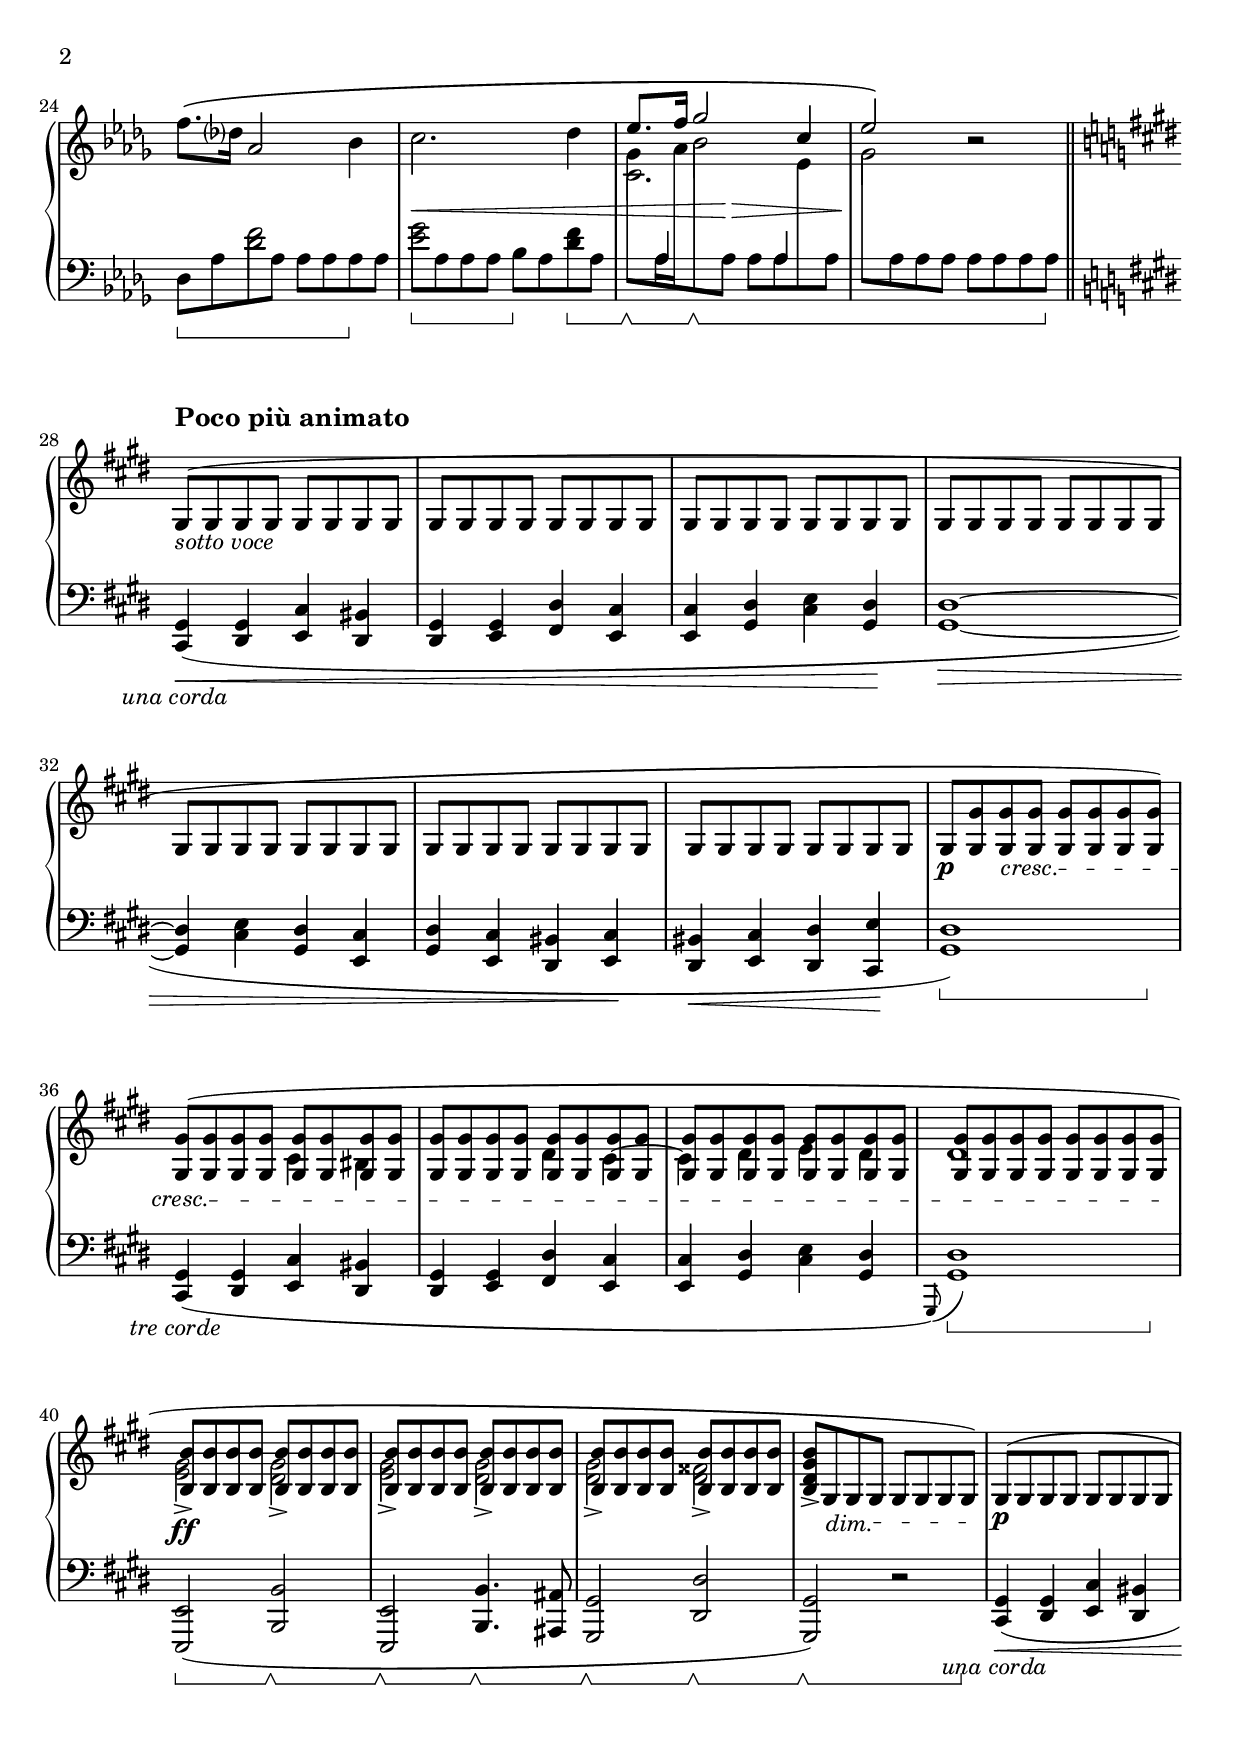 2
24
Poco più animato
28
sotto voce
una corda
32
p cresc.
36
cresc.
tre corde
40
ff dim. p
una corda